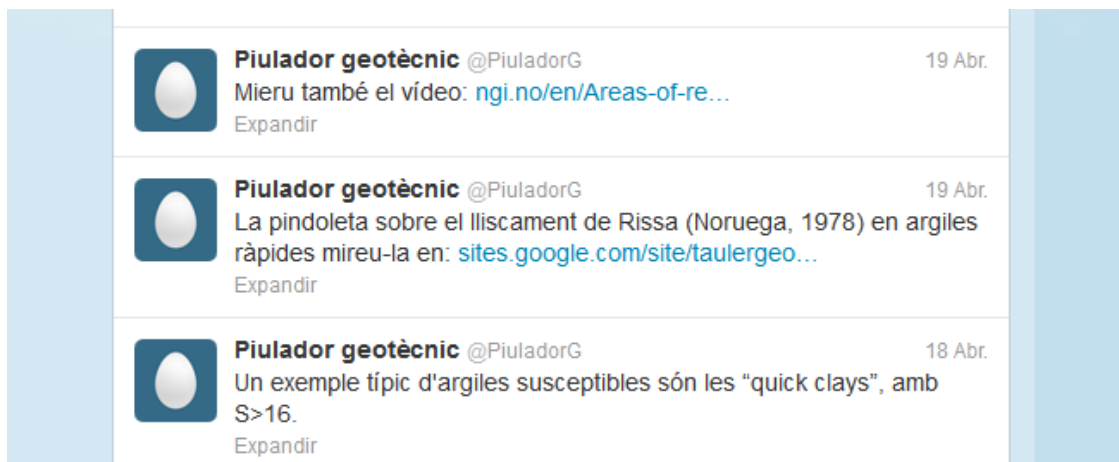 Piulador geotècnic @PiuladorG 19 Abr.
Mieru també el vídeo: ngi.no/en/Areas-of-re…
Expandir
Piulador geotècnic @PiuladorG 19 Abr.
La pindoleta sobre el lliscament de Rissa (Noruega, 1978) en argiles
ràpides mireu-la en: sites.google.com/site/taulergeo…
Expandir
Piulador geotècnic @PiuladorG 18 Abr.
Un exemple típic d'argiles susceptibles són les “quick clays”, amb
S>16.
Expandir